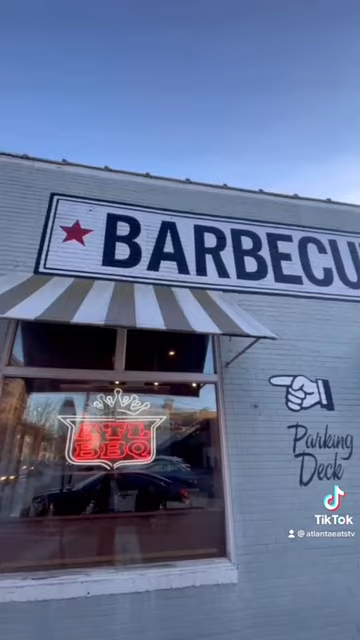 BARBECU
ATL
BBQ
Parking
Deck
TikTok
@atlantaeatstv